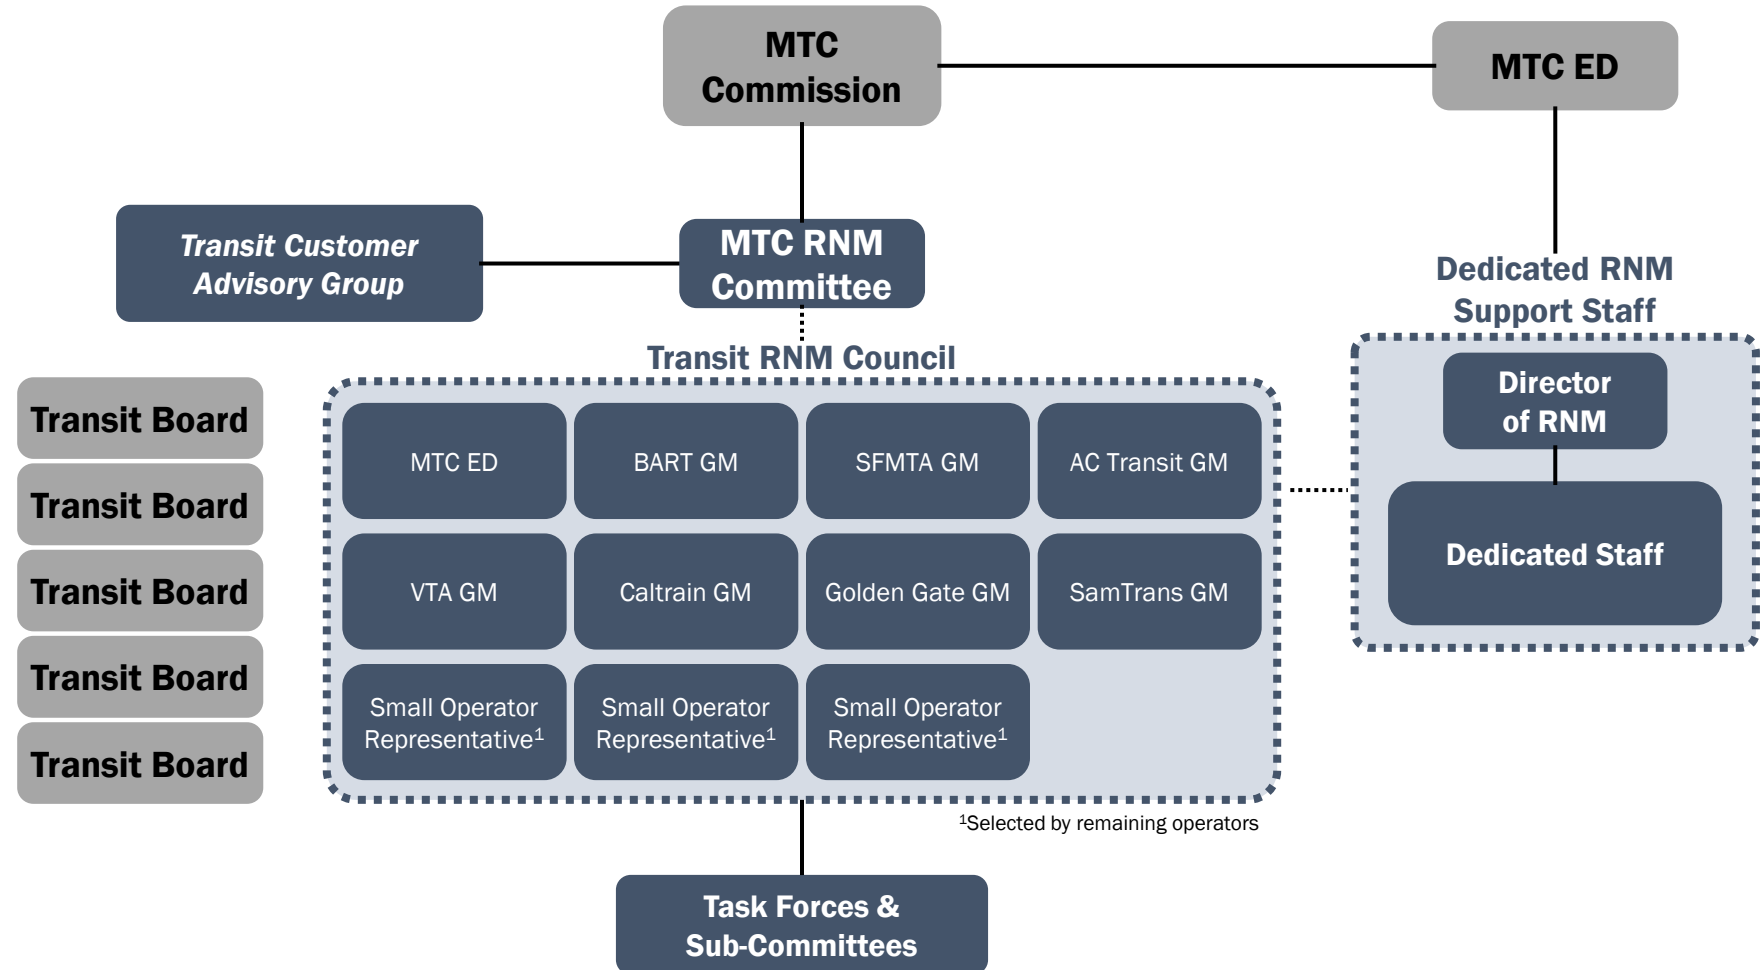 MTC
Commission
MTC ED
Transit Customer
Advisory Group
MTC RNM
Committee
Dedicated RNM
Support Staff
Transit RNM Council
Director
of RNM
Dedicated Staff
Transit Board
Transit Board
Transit Board
Transit Board
Transit Board
MTC ED
BART GM
SFMTA GM
AC Transit GM
VTA GM
Caltrain GM
Golden Gate GM
SamTrans GM
Small Operator
Representative¹
Small Operator
Representative¹
Small Operator
Representative¹
¹Selected by remaining operators
Task Forces &
Sub-Committees